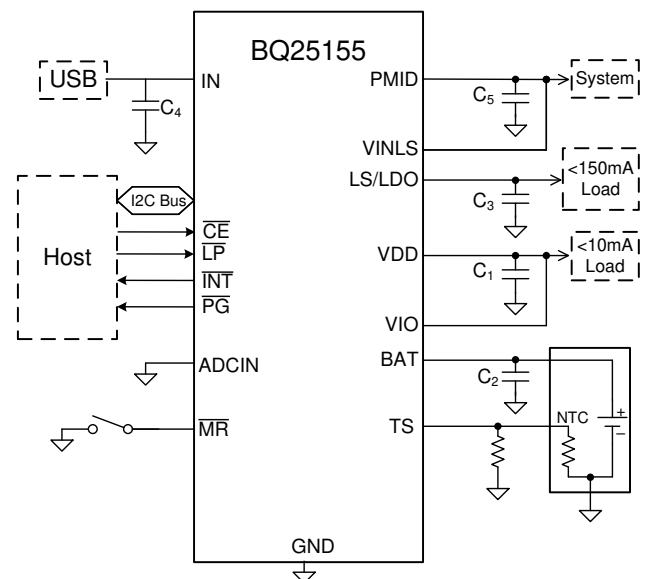 BQ25155
USB
IN
C4
I2C Bus
Host
CE
LP
INT
PG
ADCIN
MR
GND
PMID
C5
System
VINLS
LS/LDO
C3
<150mA
Load
VDD
C1
<10mA
Load
VIO
BAT
C2
TS
NTC
+
–